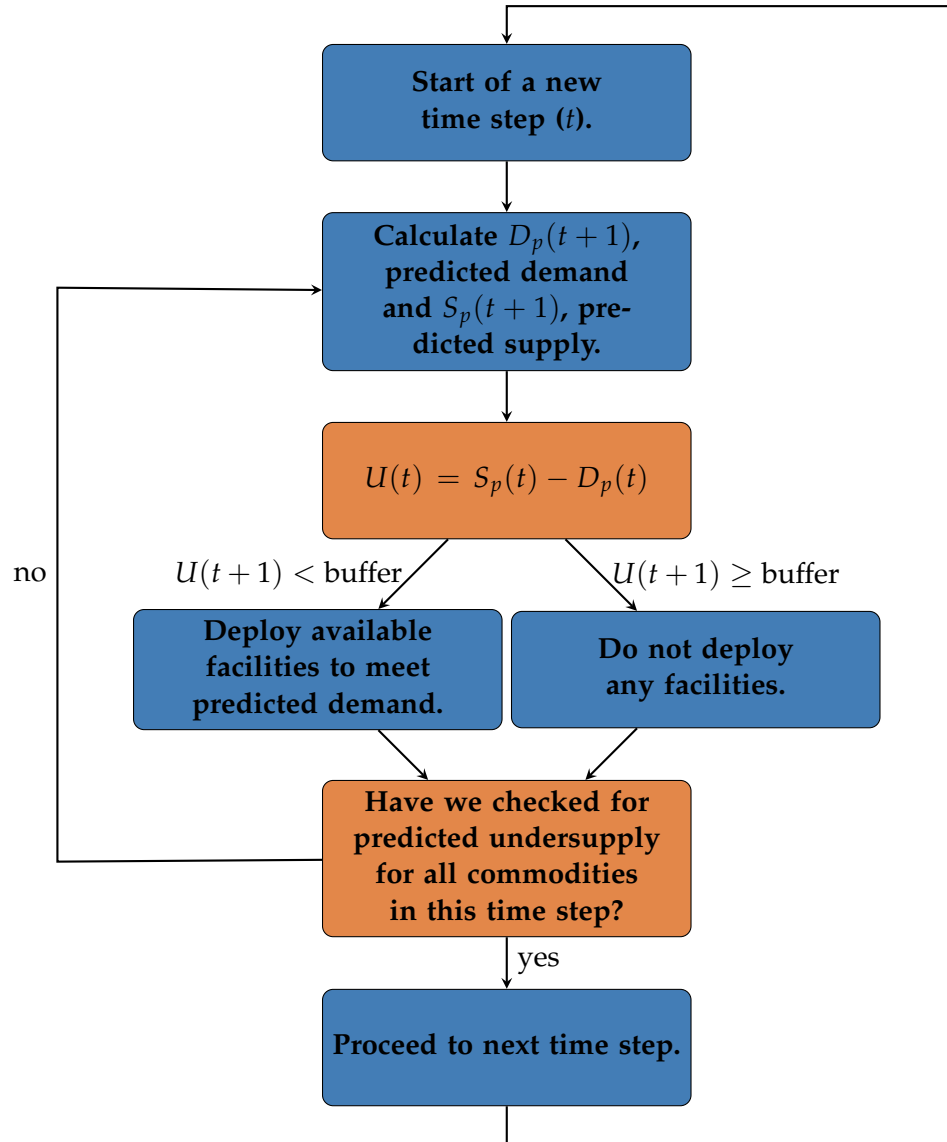 Start of a new
time step (t).
Calculate D_p(t + 1),
predicted demand
and S_p(t + 1), pre-
dicted supply.
U(t) = S_p(t) − D_p(t)
no
U(t + 1) < buffer
U(t + 1) ≥ buffer
Deploy available
facilities to meet
predicted demand.
Do not deploy
any facilities.
Have we checked for
predicted undersupply
for all commodities
in this time step?
yes
Proceed to next time step.